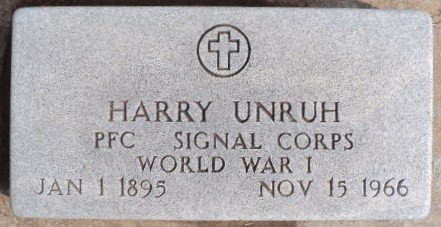 HARRY UNRUH
PFC SIGNAL CORPS
WORLD WAR I
JAN 1 1895 NOV 15 1966